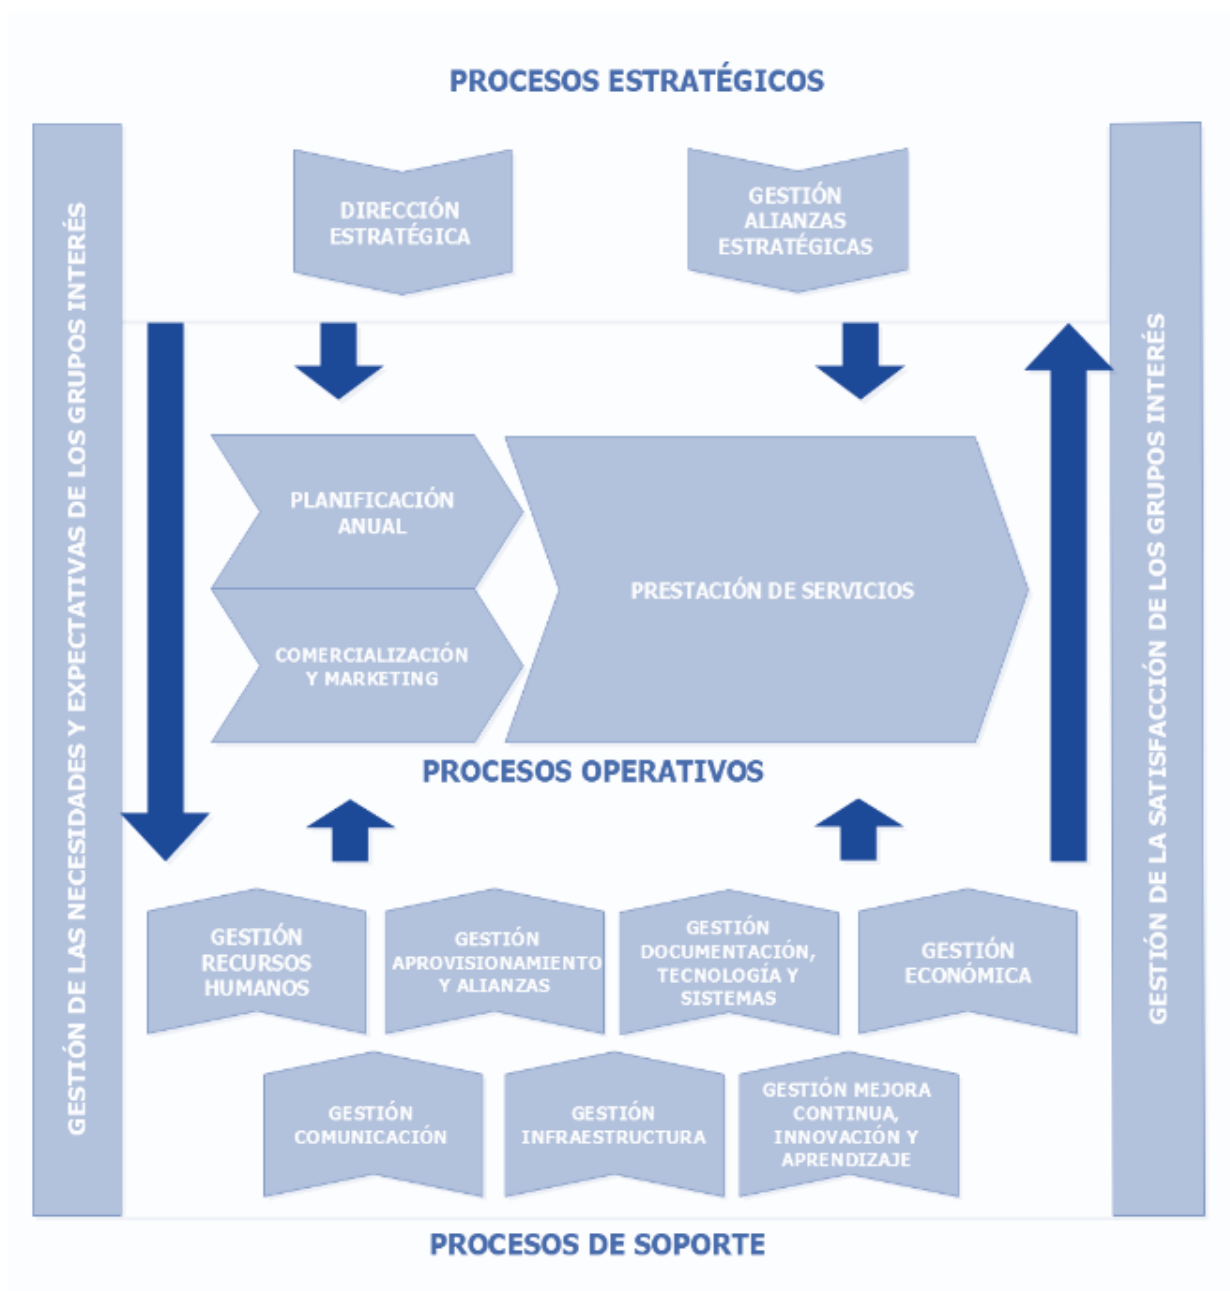 PROCESOS ESTRATÉGICOS
GESTIÓN DE LAS NECESIDADES Y EXPECTATIVAS DE LOS GRUPOS INTERÉS
DIRECCIÓN
ESTRATÉGICA
GESTIÓN
ALIANZAS
ESTRATÉGICAS
PLANIFICACIÓN
ANUAL
COMERCIALIZACIÓN
Y MARKETING
PRESTACIÓN DE SERVICIOS
PROCESOS OPERATIVOS
GESTIÓN
RECURSOS
HUMANOS
GESTIÓN
APROVISIONAMIENTO
Y ALIANZAS
GESTIÓN
DOCUMENTACIÓN,
TECNOLOGÍA Y
SISTEMAS
GESTIÓN
ECONÓMICA
GESTIÓN
COMUNICACIÓN
GESTIÓN
INFRAESTRUCTURA
GESTIÓN MEJORA
CONTINUA,
INNOVACIÓN Y
APRENDIZAJE
GESTIÓN DE LA SATISFACCIÓN DE LOS GRUPOS INTERÉS
PROCESOS DE SOPORTE